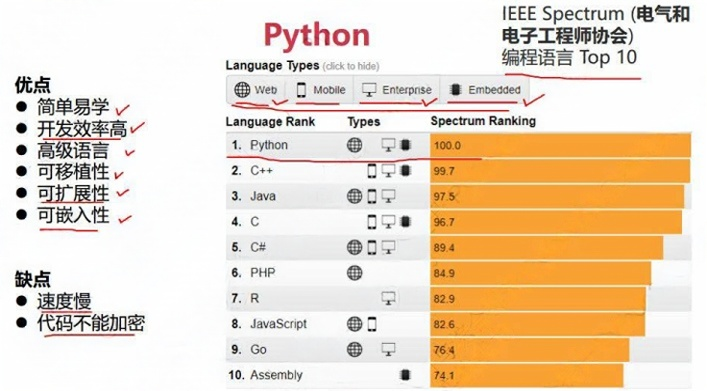 Python
IEEE Spectrum (电气和
电子工程师协会)
编程语言 Top 10
优点
● 简单易学
● 开发效率高
● 高级语言
● 可移植性
● 可扩展性
● 可嵌入性
缺点
● 速度慢
● 代码不能加密
Language Types (click to hide)
Web Mobile Enterprise Embedded
Language Rank Types Spectrum Ranking
1. Python 100.0
2. C++ 99.7
3. Java 97.5
4. C 96.7
5. C# 89.4
6. PHP 84.9
7. R 82.9
8. JavaScript 82.6
9. Go 76.4
10. Assembly 74.1